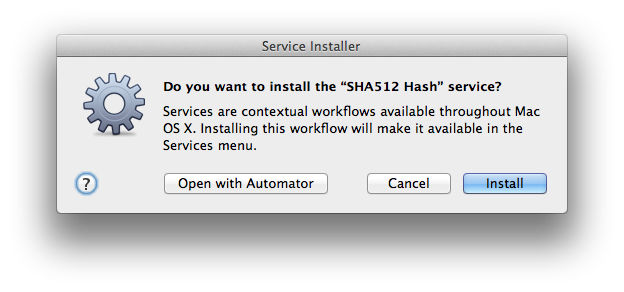 Service Installer
Do you want to install the “SHA512 Hash” service?
Services are contextual workflows available throughout Mac
OS X. Installing this workflow will make it available in the
Services menu.
?
Open with Automator
Cancel
Install